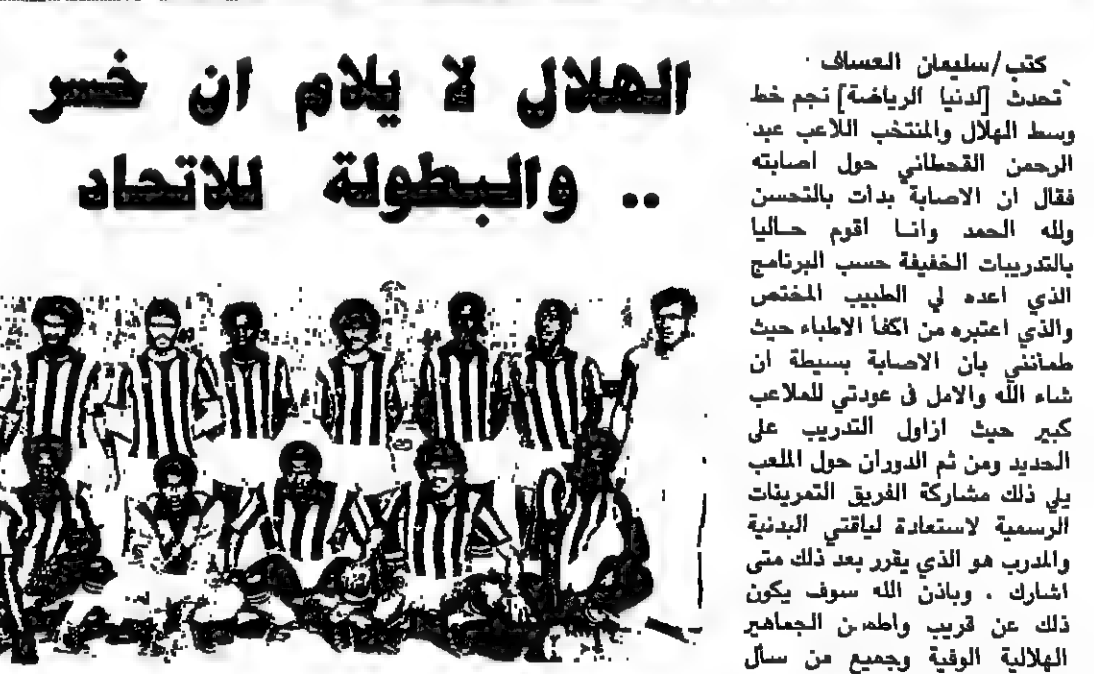 الهلال لا يلام ان خسر
.. والبطولة للاتحاد
كتب/سليمان العساف
تحدث [لدنيا الرياضة] نجم خط
وسط الهلال والمنتخب اللاعب عبد
الرحمن القحطاني حول اصابته
فقال ان الاصابة بدأت بالتحسن
ولله الحمد وانا اقوم حاليا
بالتدريبات الخفيفة حسب البرنامج
الذي اعده لي الطبيب المختص
والذي اعتبره من اكفأ الاطباء حيث
طمأنني بان الاصابة بسيطة ان
شاء الله والامل في عودتي للملاعب
كبير حيث ازاول التدريب على
الحديد ومن ثم الدوران حول الملعب
يلي ذلك مشاركة الفريق التمرينات
الرسمية لاستعادة لياقتي البدنية
والمدرب هو الذي يقرر بعد ذلك متى
اشارك . وباذن الله سوف يكون
ذلك عن قريب واطمن الجماهير
الهلالية الوفية وجميع من سأل